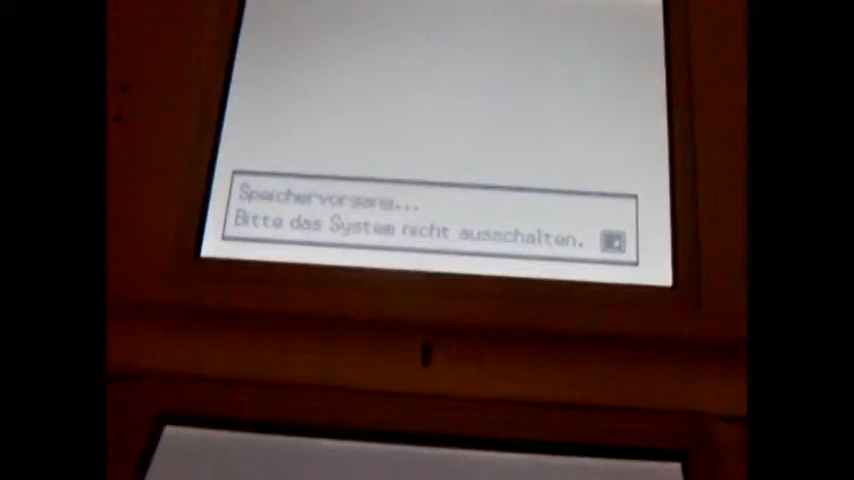 Speichervorgang...
Bitte das System nicht ausschalten.